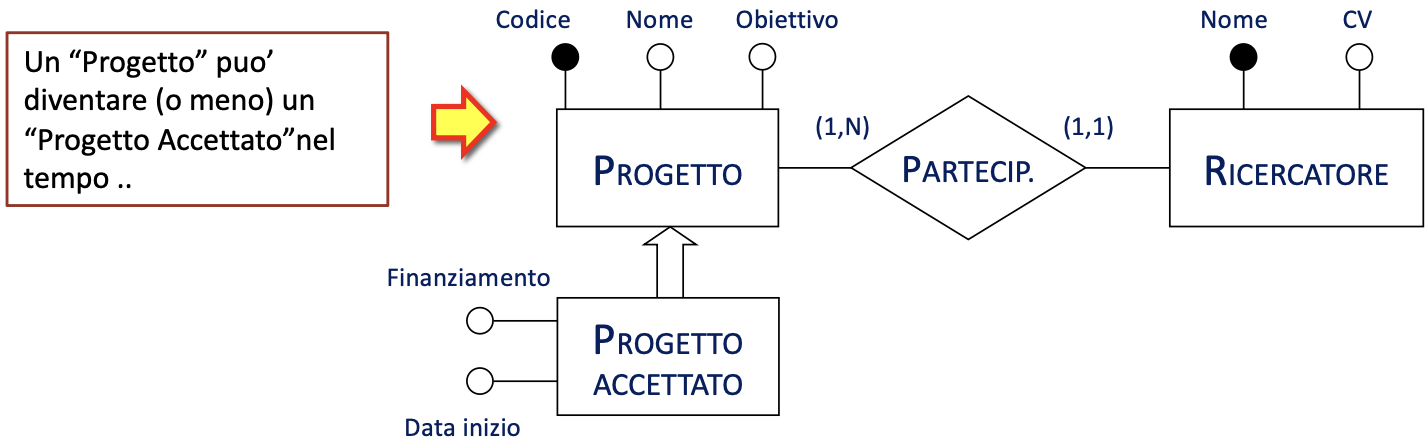 Codice Nome Obiettivo Nome CV
Un “Progetto” puo’
diventare (o meno) un
“Progetto Accettato”nel
tempo ..
(1,N) (1,1)
PROGETTO PARTECIP. RICERCATORE
Finanziamento
PROGETTO
ACCETTATO
Data inizio